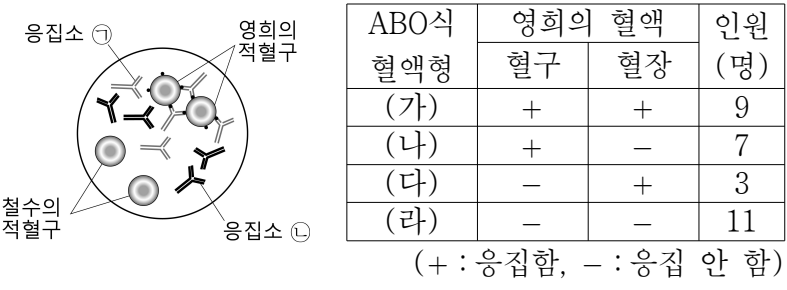 응집소 ㉠
영희의
적혈구
철수의
적혈구
응집소 ㉡
ABO식 혈액형 영희의 혈액 인원 (명)
혈구 혈장
(가) + + 9
(나) + − 7
(다) − + 3
(라) − − 11
(+ : 응집함, − : 응집 안 함)